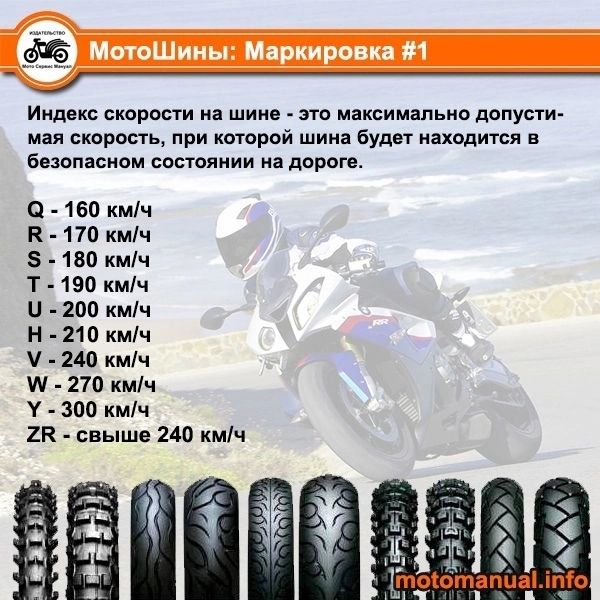 ИЗДАТЕЛЬСТВО
Мото Сервис Мануал
МотоШины: Маркировка #1
Индекс скорости на шине - это максимально допусти-
мая скорость, при которой шина будет находится в
безопасном состоянии на дороге.
Q - 160 км/ч
R - 170 км/ч
S - 180 км/ч
T - 190 км/ч
U - 200 км/ч
H - 210 км/ч
V - 240 км/ч
W - 270 км/ч
Y - 300 км/ч
ZR - свыше 240 км/ч
RR
motomanual.info